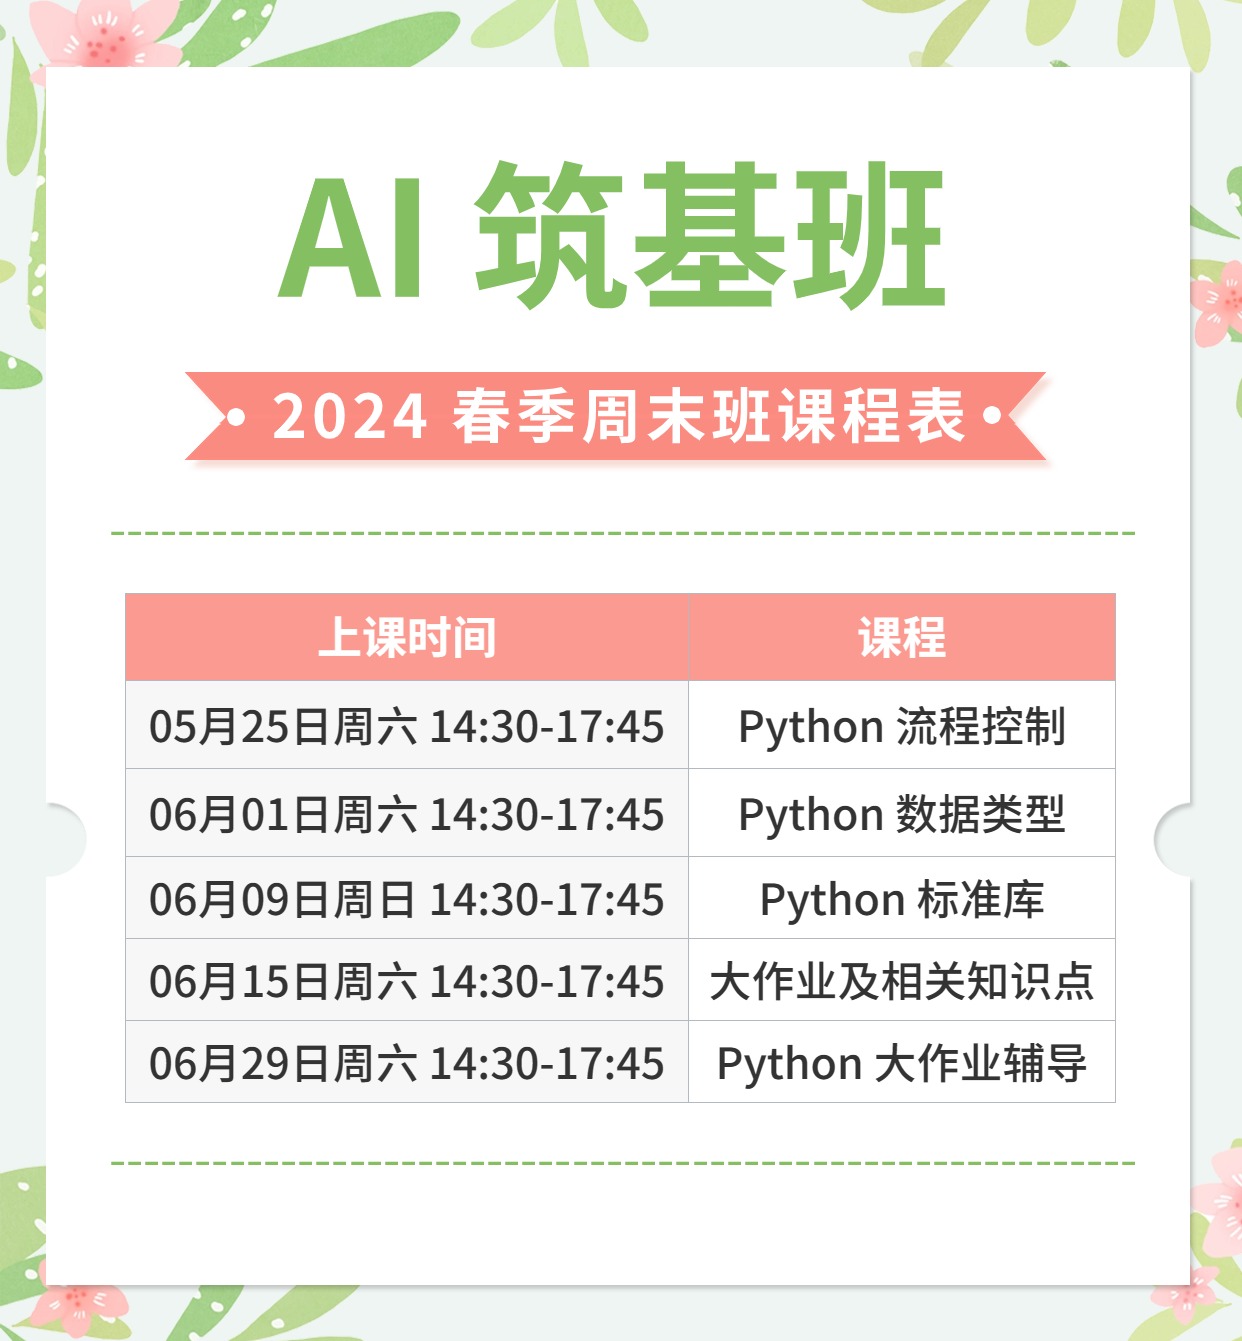 AI 筑基班
2024 春季周末班课程表
上课时间 课程
05月25日周六 14:30-17:45 Python 流程控制
06月01日周六 14:30-17:45 Python 数据类型
06月09日周日 14:30-17:45 Python 标准库
06月15日周六 14:30-17:45 大作业及相关知识点
06月29日周六 14:30-17:45 Python 大作业辅导